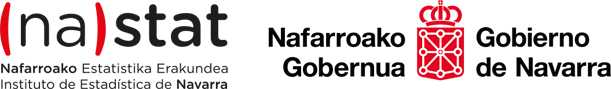 (na)stat
Nafarroako Estatistika Erakundea
Instituto de Estadística de Navarra
Nafarroako Gobernua
Gobierno de Navarra